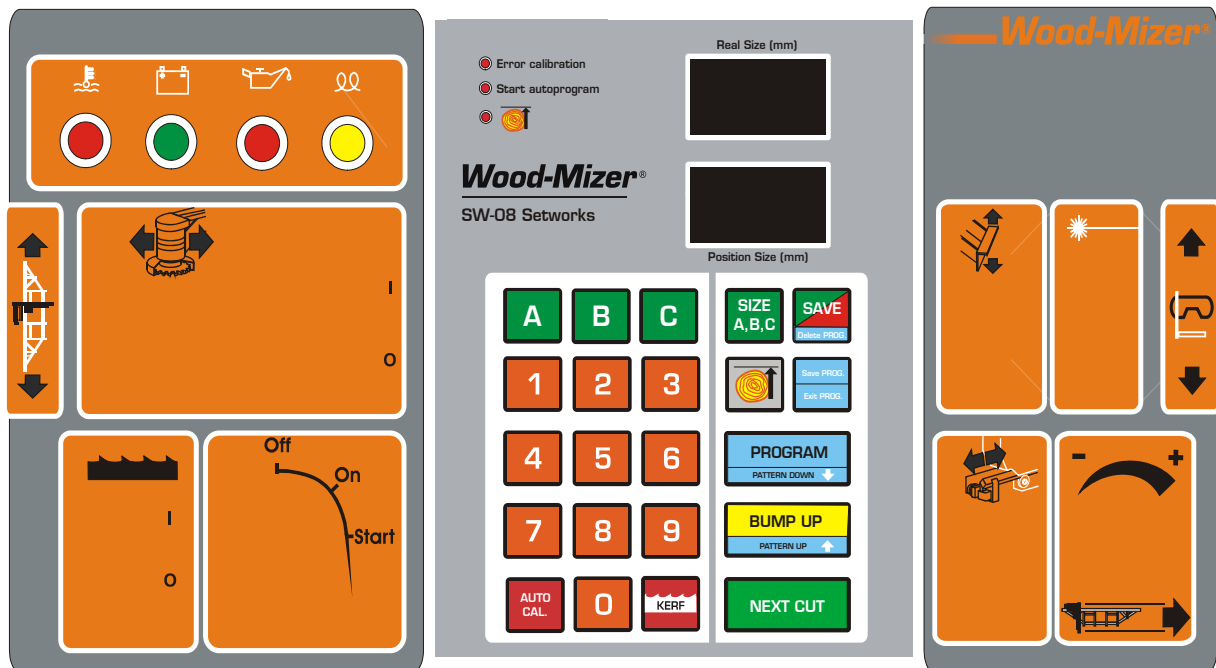 I
O
I
O
Off
On
Start
Real Size (mm)
Error calibration
Start autoprogram
Wood-Mizer®
SW-08 Setworks
Position Size (mm)
A B C
SIZE
A,B,C
SAVE
Delete PROG.
1 2 3
Save PROG.
Exit PROG.
4 5 6
PROGRAM
PATTERN DOWN
7 8 9
BUMP UP
PATTERN UP
AUTO
CAL.
0
KERF
NEXT CUT
Wood-Mizer®
- +